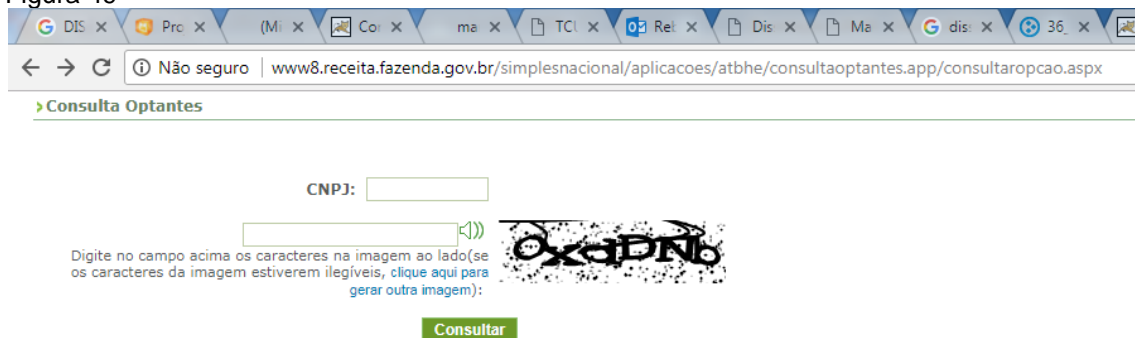 Figura
DIS Pro (Mi Cor ma TCU Ret Dis Ma dis: 36_
Não seguro | www8.receita.fazenda.gov.br/simplesnacional/aplicacoes/atbhe/consultaoptantes.app/consultaropcao.aspx
Consulta Optantes
CNPJ:
Digite no campo acima os caracteres na imagem ao lado(se
os caracteres da imagem estiverem ilegíveis, clique aqui para
gerar outra imagem):
Consultar